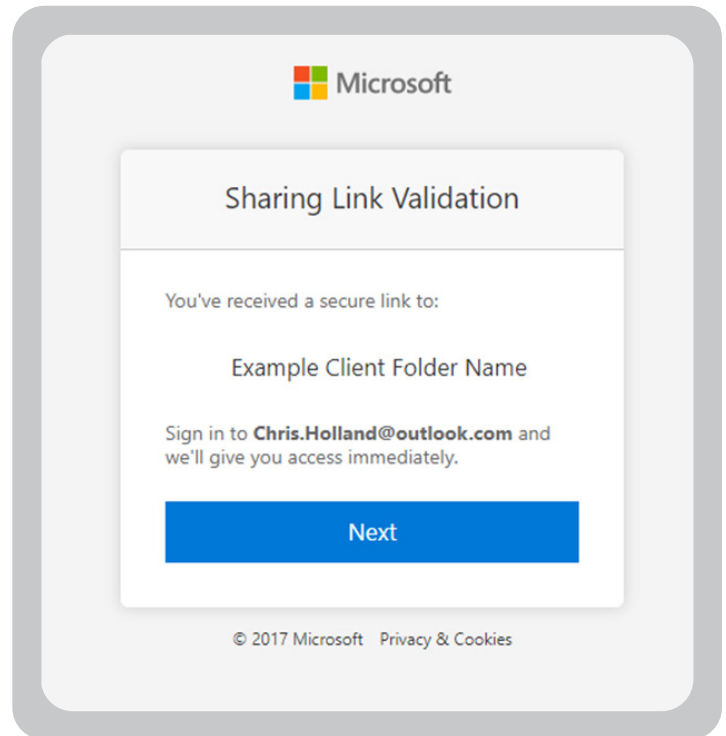 Microsoft
Sharing Link Validation
You've received a secure link to:
Example Client Folder Name
Sign in to Chris.Holland@outlook.com and
we'll give you access immediately.
Next
© 2017 Microsoft Privacy & Cookies